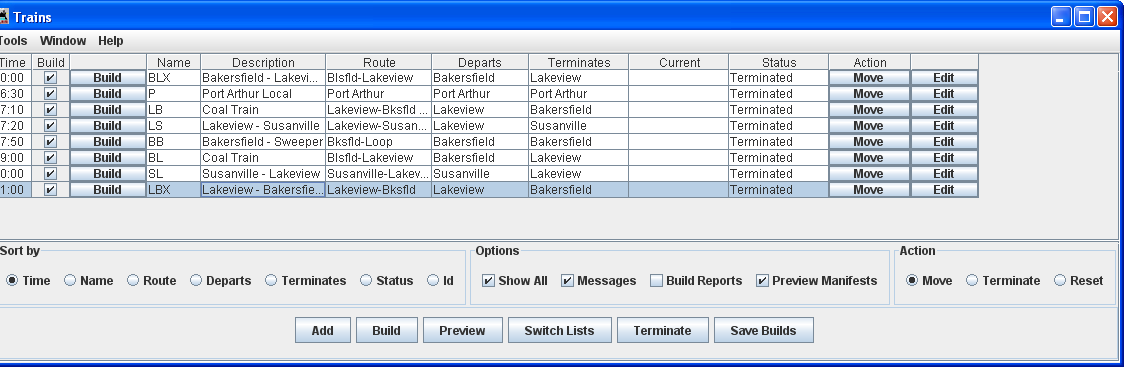 Trains
Tools Window Help
Time Build Name Description Route Departs Terminates Current Status Action
0:00 Build BLX Bakersfield - Lakevi... Blsfld-Lakeview Bakersfield Lakeview Terminated Move Edit
6:30 Build P Port Arthur Local Port Arthur Port Arthur Port Arthur Terminated Move Edit
7:10 Build LB Coal Train Lakeview-Bksfld ... Lakeview Bakersfield Terminated Move Edit
7:20 Build LS Lakeview - Susanville Lakeview-Susan... Lakeview Susanville Terminated Move Edit
7:50 Build BB Bakersfield - Sweeper Bksfld-Loop Bakersfield Bakersfield Terminated Move Edit
9:00 Build BL Coal Train Blsfld-Lakeview Bakersfield Lakeview Terminated Move Edit
0:00 Build SL Susanville - Lakeview Susanville-Lakev... Susanville Lakeview Terminated Move Edit
1:00 Build LBX Lakeview - Bakersfie... Lakeview-Bksfld Lakeview Bakersfield Terminated Move Edit
Sort by Options Action
Time Name Route Departs Terminates Status Id Show All Messages Build Reports Preview Manifests Move Terminate Reset
Add Build Preview Switch Lists Terminate Save Builds